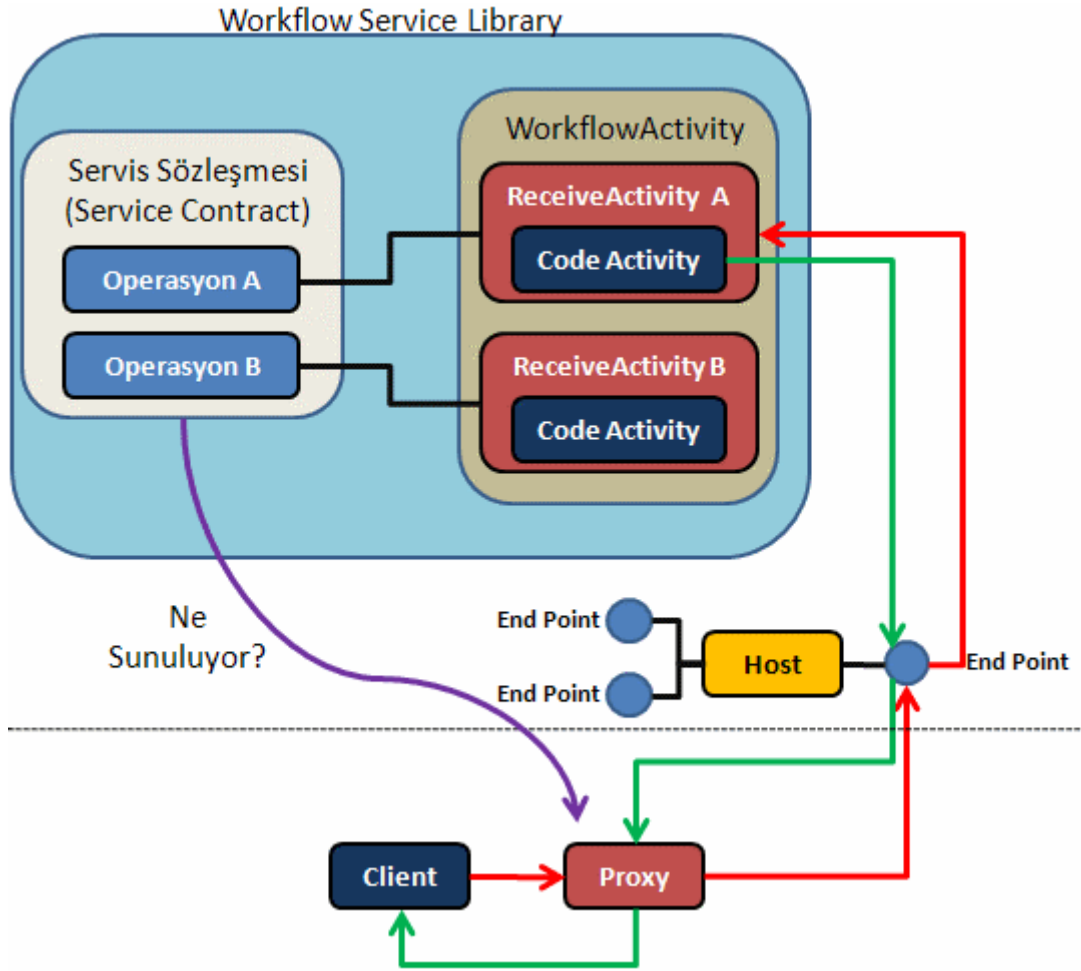 Workflow Service Library
Servis Sözleşmesi
(Service Contract)
Operasyon A
Operasyon B
WorkflowActivity
ReceiveActivity A
Code Activity
ReceiveActivity B
Code Activity
Ne
Sunuluyor?
End Point
End Point
Host
End Point
Client
Proxy